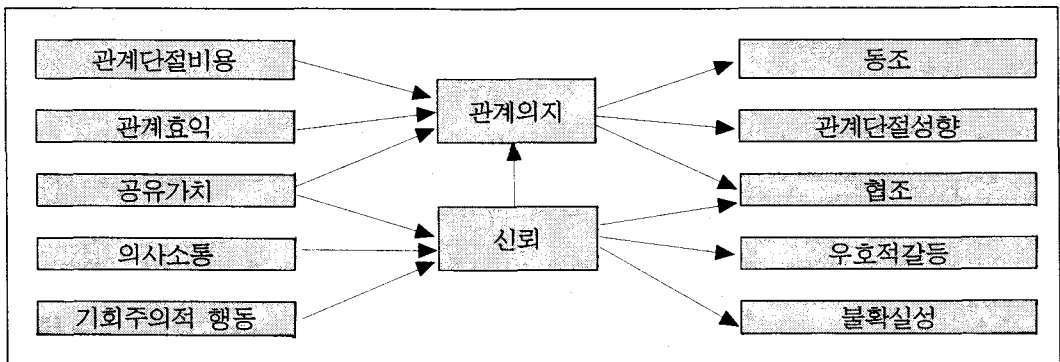 관계단절비용
관계효익
공유가치
의사소통
기회주의적 행동
관계의지
신뢰
동조
관계단절성향
협조
우호적갈등
불확실성